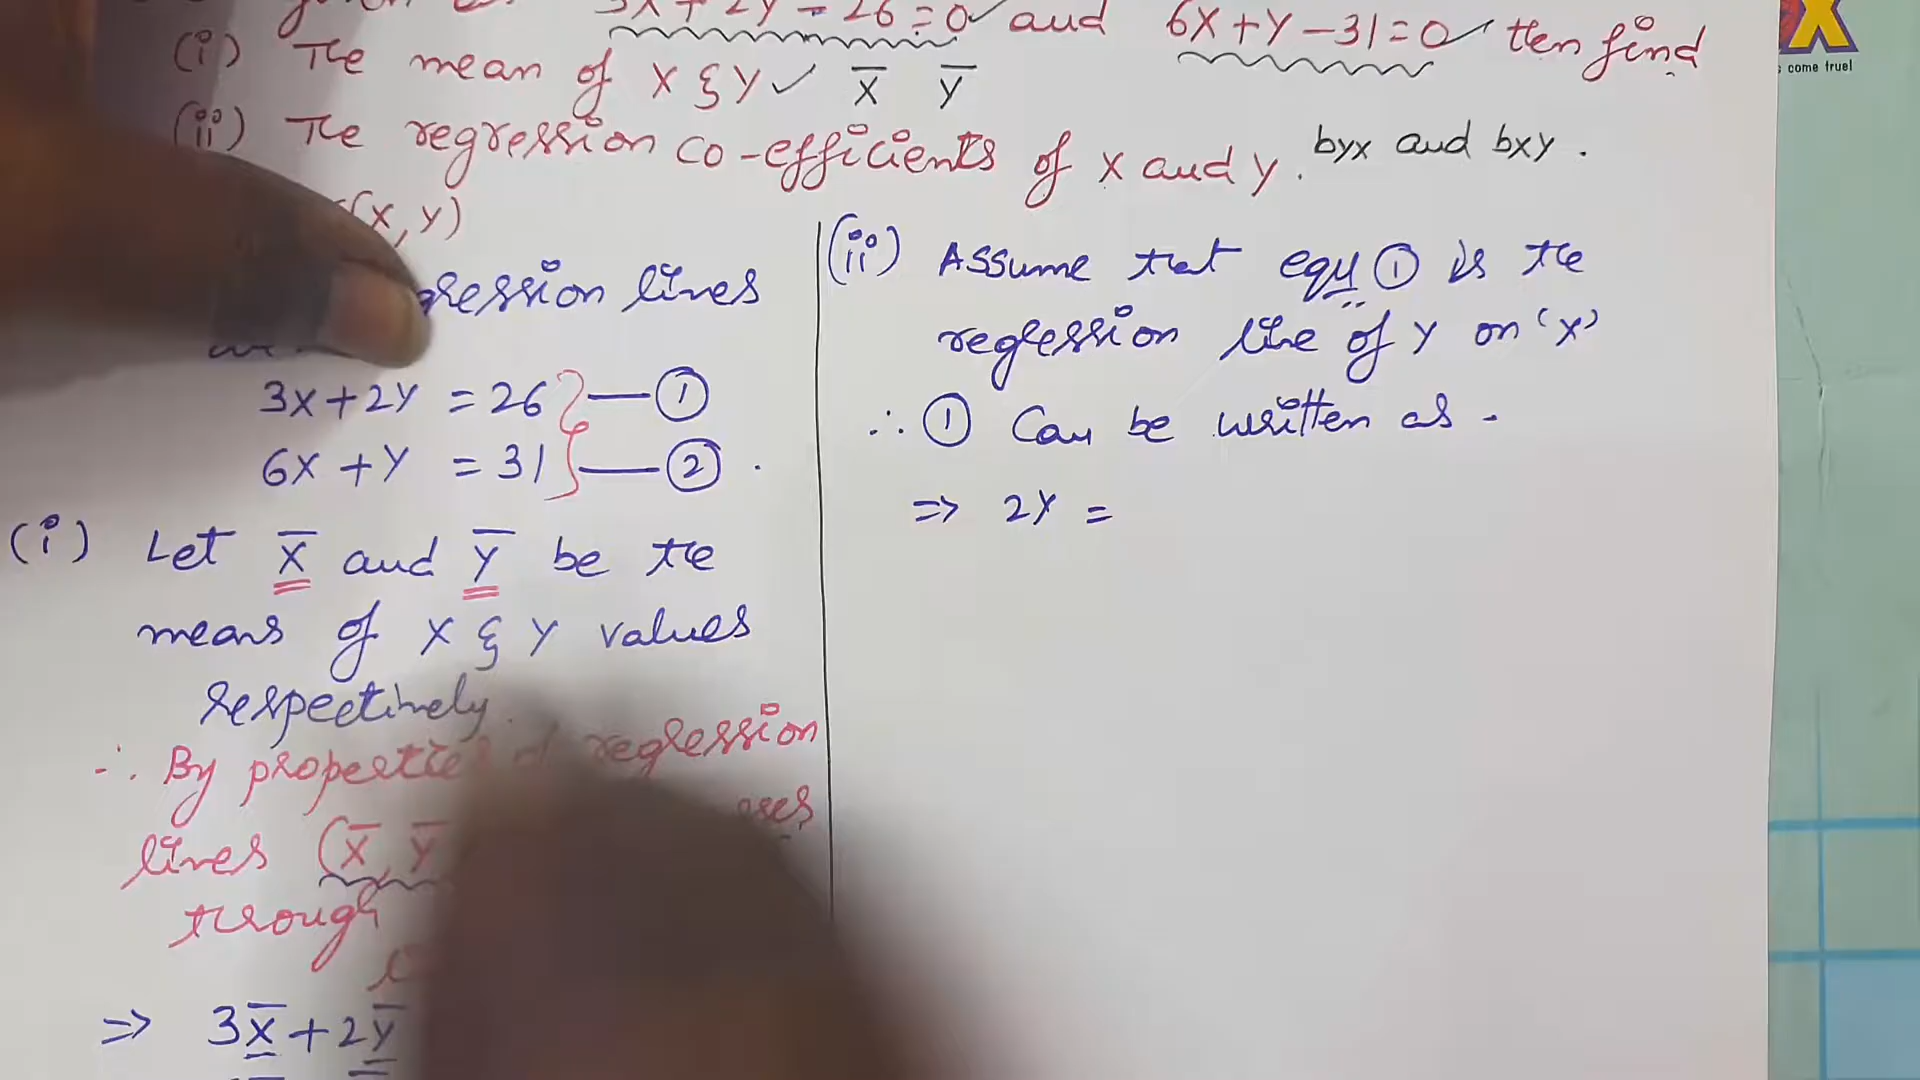 3X+2Y-26=0 and 6X+Y-31=0 then find
(i) The mean of X & Y ✓ X̅ Y̅
(ii) The regression co-efficients of X and Y. byx and bxy.
(X, Y)
regression lines
3X+2Y = 26 — ①
6X+Y = 31 — ②.
(i) Let X̅ and Y̅ be the
means of X & Y values
respectively.
∴ By properties of regression
lines (X̅, Y̅
through
⇒ 3X̅+2Y̅
(ii) Assume that equ ① is the
regression line of Y on 'X'
∴ ① Can be written as -
⇒ 2Y =
X
s come true!